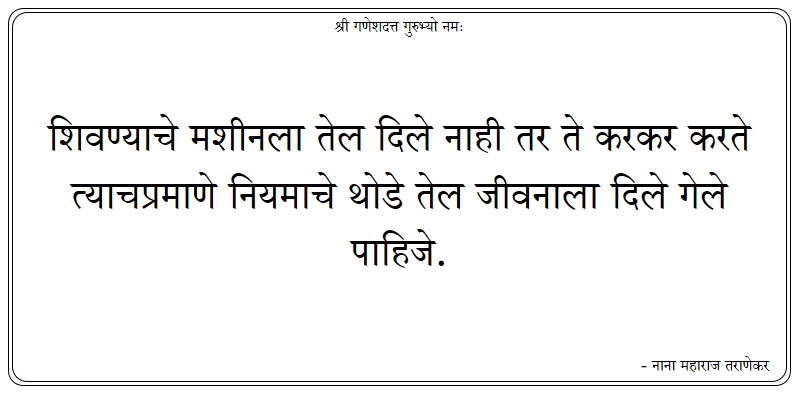 श्री गणेशदत्त गुरुभ्यो नमः
शिवण्याचे मशीनला तेल दिले नाही तर ते करकर करते
त्याचप्रमाणे नियमाचे थोडे तेल जीवनाला दिले गेले
पाहिजे.
- नाना महाराज तराणेकर